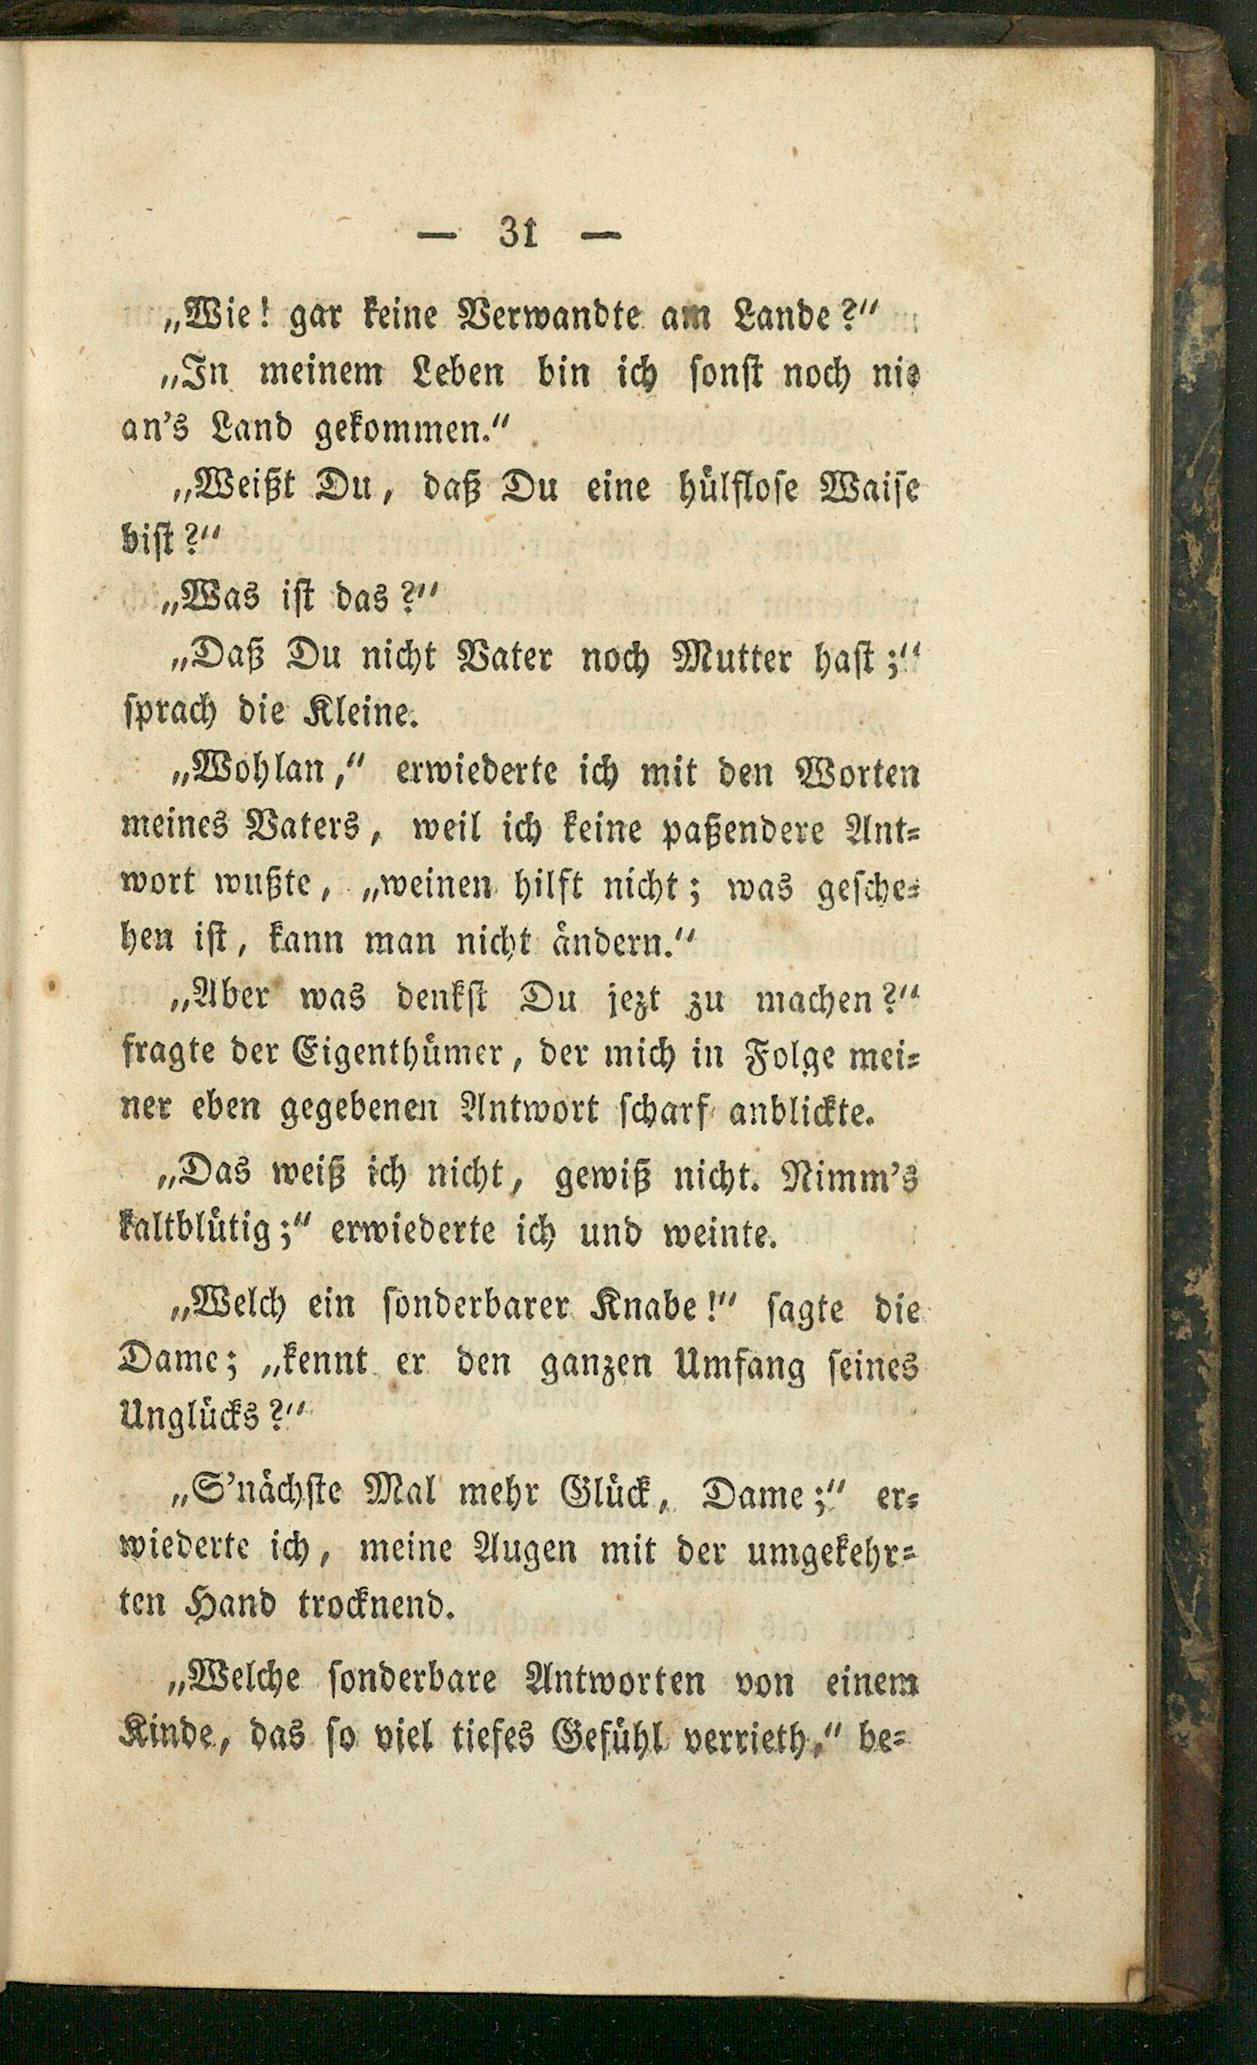 — 31 —
„Wie! gar keine Verwandte am Lande?“
„In meinem Leben bin ich sonst noch nie
an's Land gekommen.“
„Weißt Du, daß Du eine hülflose Waise
bist?“
„Was ist das?“
„Daß Du nicht Vater noch Mutter hast;“
sprach die Kleine.
„Wohlan,“ erwiederte ich mit den Worten
meines Vaters, weil ich keine paßendere Ant-
wort wußte, „weinen hilft nicht; was gesche-
hen ist, kann man nicht ändern.“
„Aber was denkst Du jezt zu machen?“
fragte der Eigenthümer, der mich in Folge mei-
ner eben gegebenen Antwort scharf anblickte.
„Das weiß ich nicht, gewiß nicht. Nimm's
kaltblütig;“ erwiederte ich und weinte.
„Welch ein sonderbarer Knabe!“ sagte die
Dame; „kennt er den ganzen Umfang seines
Unglücks?“
„S'nächste Mal mehr Glück, Dame;“ er-
wiederte ich, meine Augen mit der umgekehr-
ten Hand trocknend.
„Welche sonderbare Antworten von einem
Kinde, das so viel tiefes Gefühl verrieth,“ be-